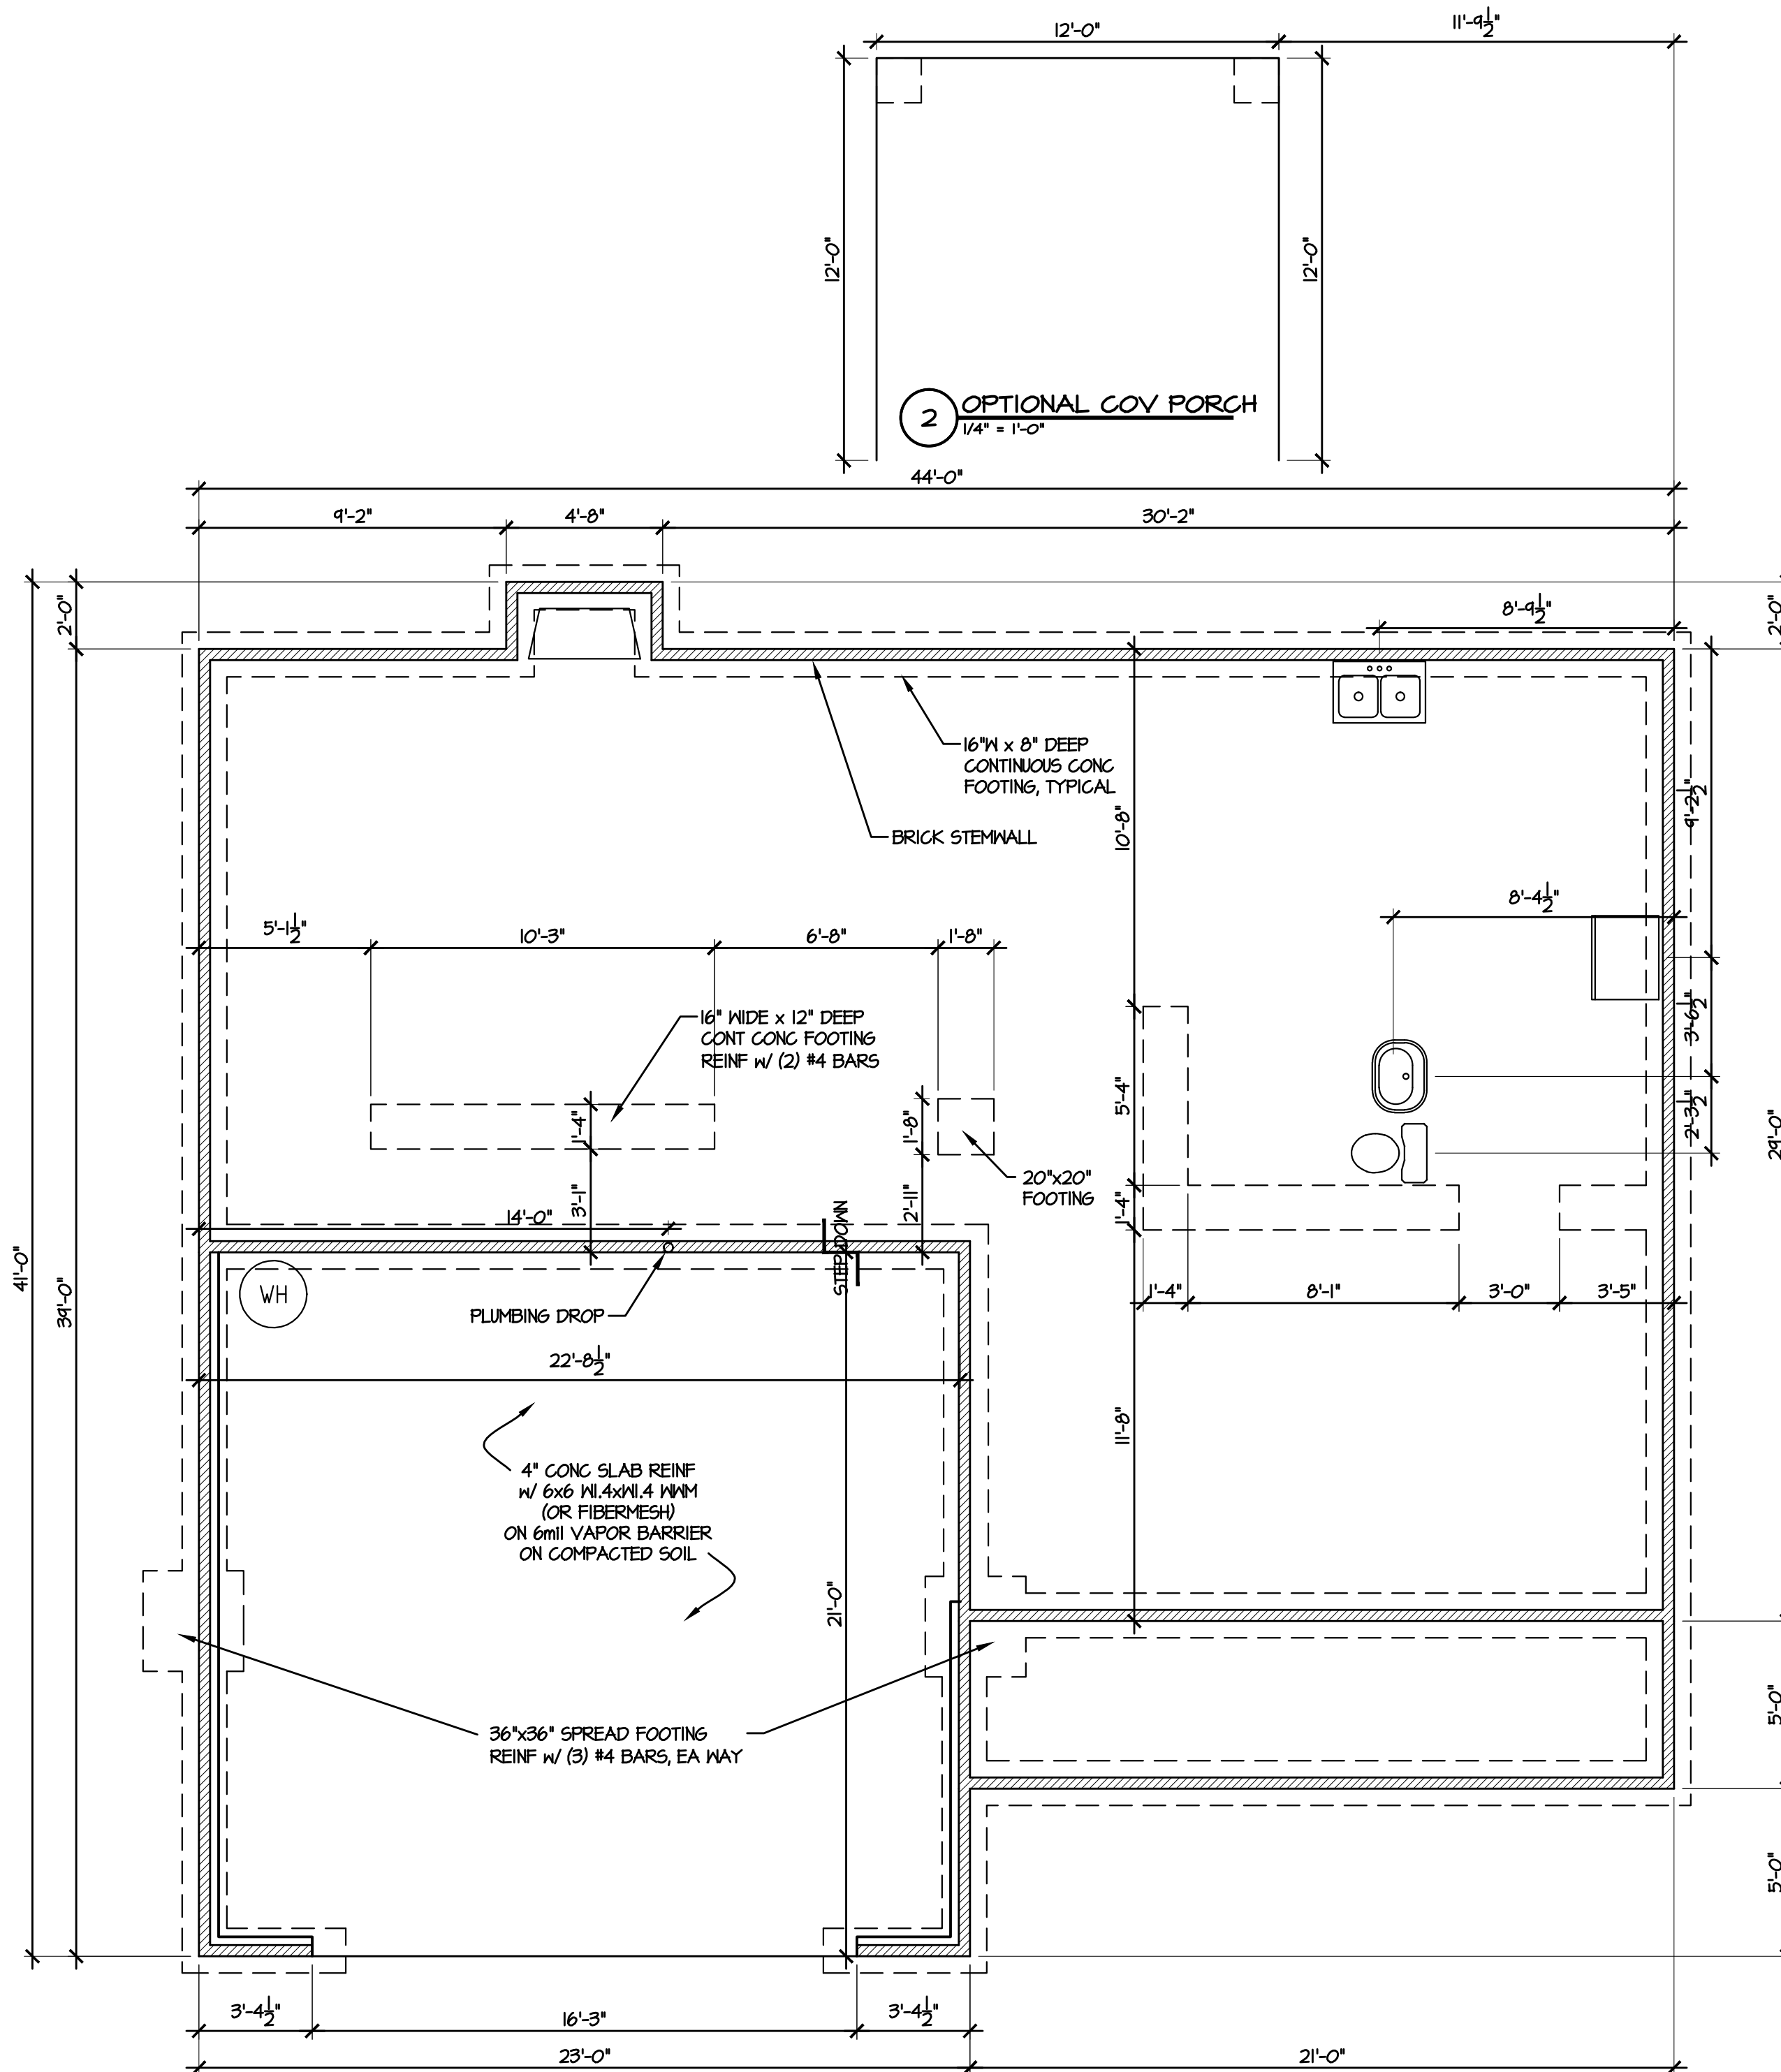 12'-0"
11'-9 1/2"
12'-0"
12'-0"
2
OPTIONAL COV PORCH
1/4" = 1'-0"
44'-0"
9'-2"
4'-8"
30'-2"
2'-0"
8'-9 1/2"
2'-0"
16"W x 8" DEEP
CONTINUOUS CONC
FOOTING, TYPICAL
BRICK STEMWALL
10'-8"
9'-2 1/2"
5'-1 1/2"
10'-3"
6'-8"
1'-8"
8'-4 1/2"
16" WIDE x 12" DEEP
CONT CONC FOOTING
REINF w/ (2) #4 BARS
3'-6 1/2"
1'-4"
1'-8"
5'-4"
2'-3 1/2"
29'-0"
20"x20"
FOOTING
3'-1"
2'-11"
1'-4"
14'-0"
STEP DOWN
41'-0"
39'-0"
WH
PLUMBING DROP
1'-4"
8'-1"
3'-0"
3'-5"
22'-8 1/2"
11'-8"
4" CONC SLAB REINF
w/ 6x6 W1.4xW1.4 WWM
(OR FIBERMESH)
ON 6mil VAPOR BARRIER
ON COMPACTED SOIL
21'-0"
36"x36" SPREAD FOOTING
REINF w/ (3) #4 BARS, EA WAY
5'-0"
5'-0"
3'-4 1/2"
16'-3"
3'-4 1/2"
23'-0"
21'-0"